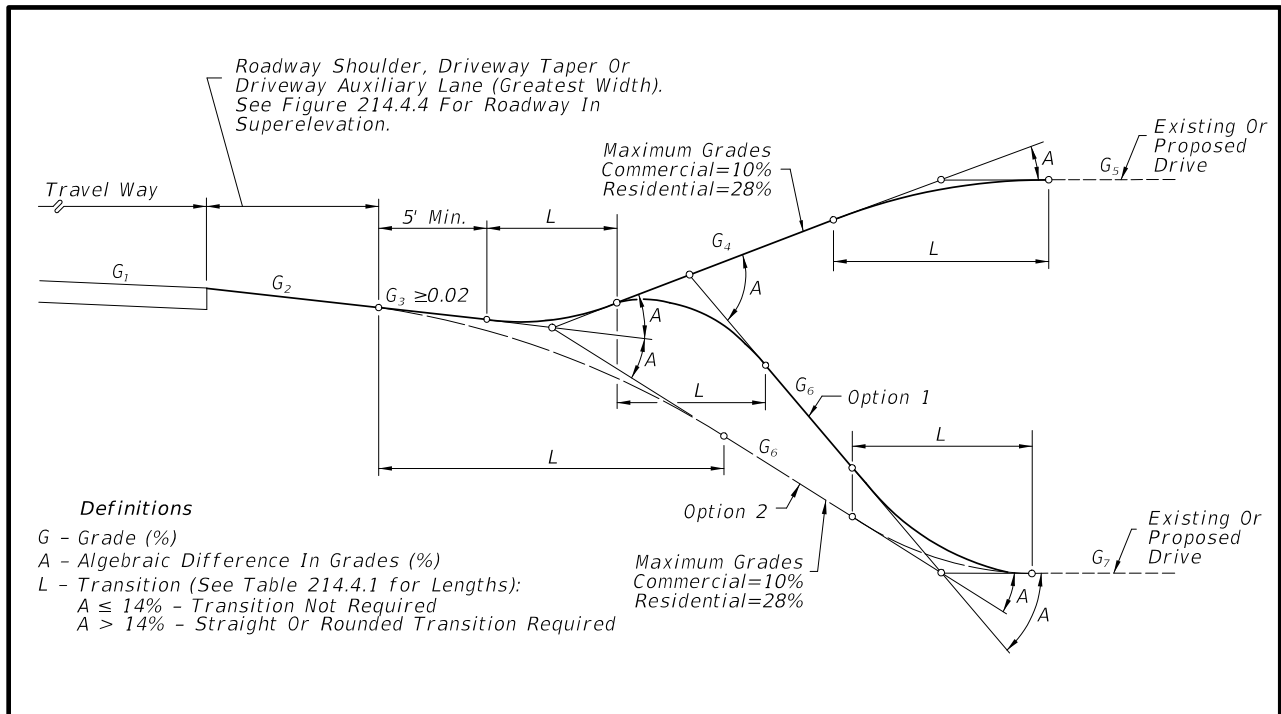 Roadway Shoulder, Driveway Taper Or
Driveway Auxiliary Lane (Greatest Width).
See Figure 214.4.4 For Roadway In
Superelevation.
Existing Or
Proposed
Drive
Maximum Grades
Commercial=10%
Residential=28%
A
G5
Travel Way
5' Min.
L
G4
L
G1
G2
G3 ≥0.02
A
A
A
L
G6
Option 1
L
L
G6
Option 2
Definitions
G – Grade (%)
A – Algebraic Difference In Grades (%)
L – Transition (See Table 214.4.1 for Lengths):
A ≤ 14% – Transition Not Required
A > 14% – Straight Or Rounded Transition Required
Maximum Grades
Commercial=10%
Residential=28%
Existing Or
Proposed
Drive
G7
A
A